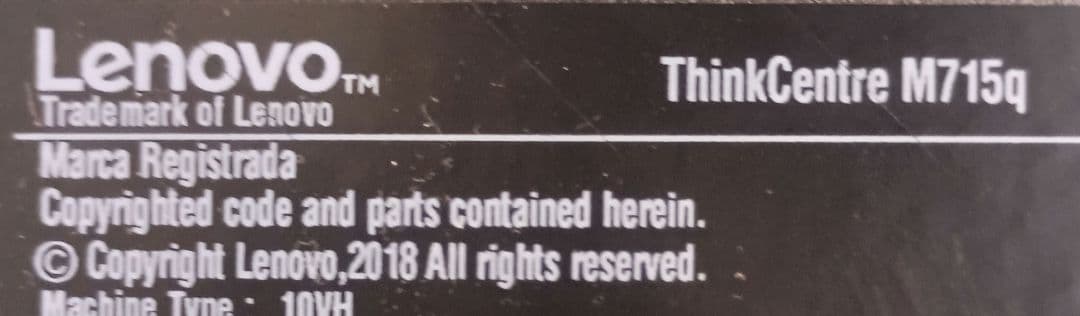 Lenovo™
Trademark of Lenovo
ThinkCentre M715q
Marca Registrada
Copyrighted code and parts contained herein.
© Copyright Lenovo,2018 All rights reserved.
Machine Type : 10VH